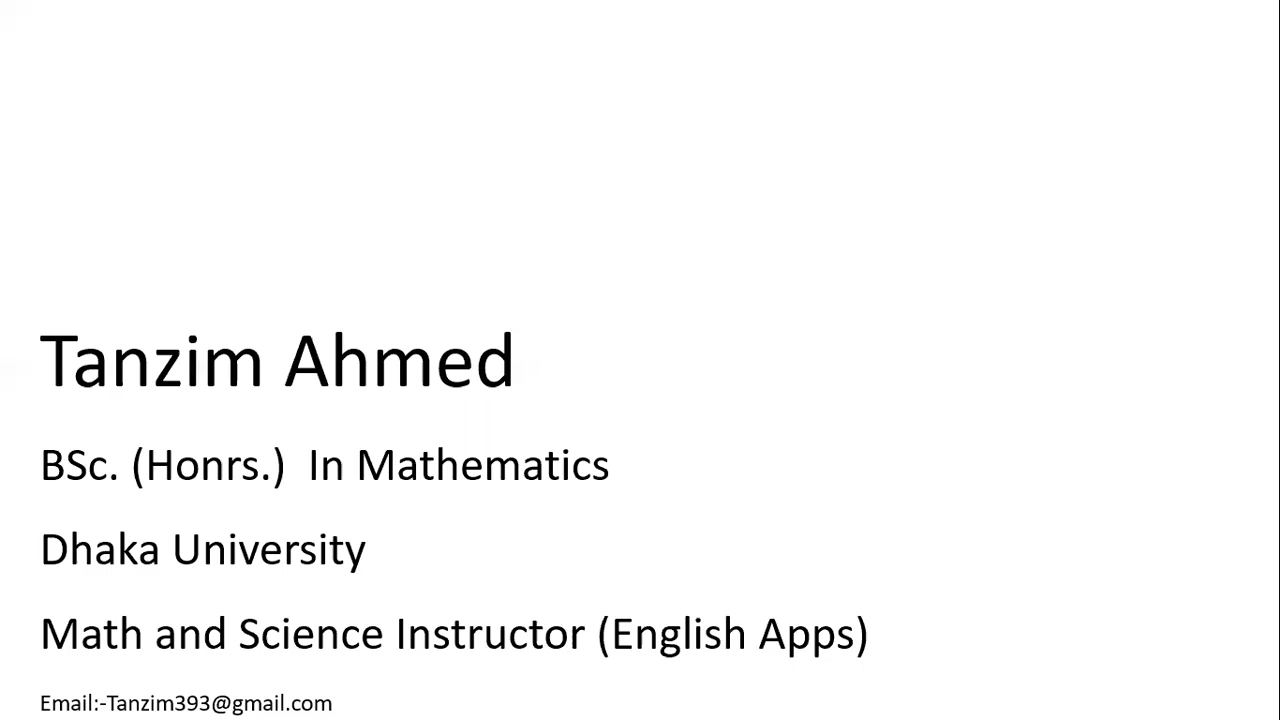 Tanzim Ahmed
BSc. (Honrs.)  In Mathematics
Dhaka University
Math and Science Instructor (English Apps)
Email:-Tanzim393@gmail.com